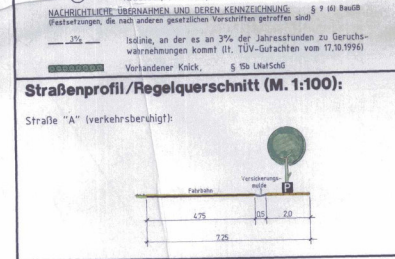 NACHRICHTLICHE ÜBERNAHMEN UND DEREN KENNZEICHNUNG: § 9 (6) BauGB
(Festsetzungen, die nach anderen gesetzlichen Vorschriften getroffen sind)
3% Isolinie, an der es an 3% der Jahresstunden zu Geruchs-
wahrnehmungen kommt (lt. TÜV-Gutachten vom 17.10.1996)
Vorhandener Knick, § 15b LNatSchG
Straßenprofil/Regelquerschnitt (M. 1:100):
Straße "A" (verkehrsberuhigt):
Versickerungs-
mulde
Fahrbahn P
4.75 0.5 2.0
7.25